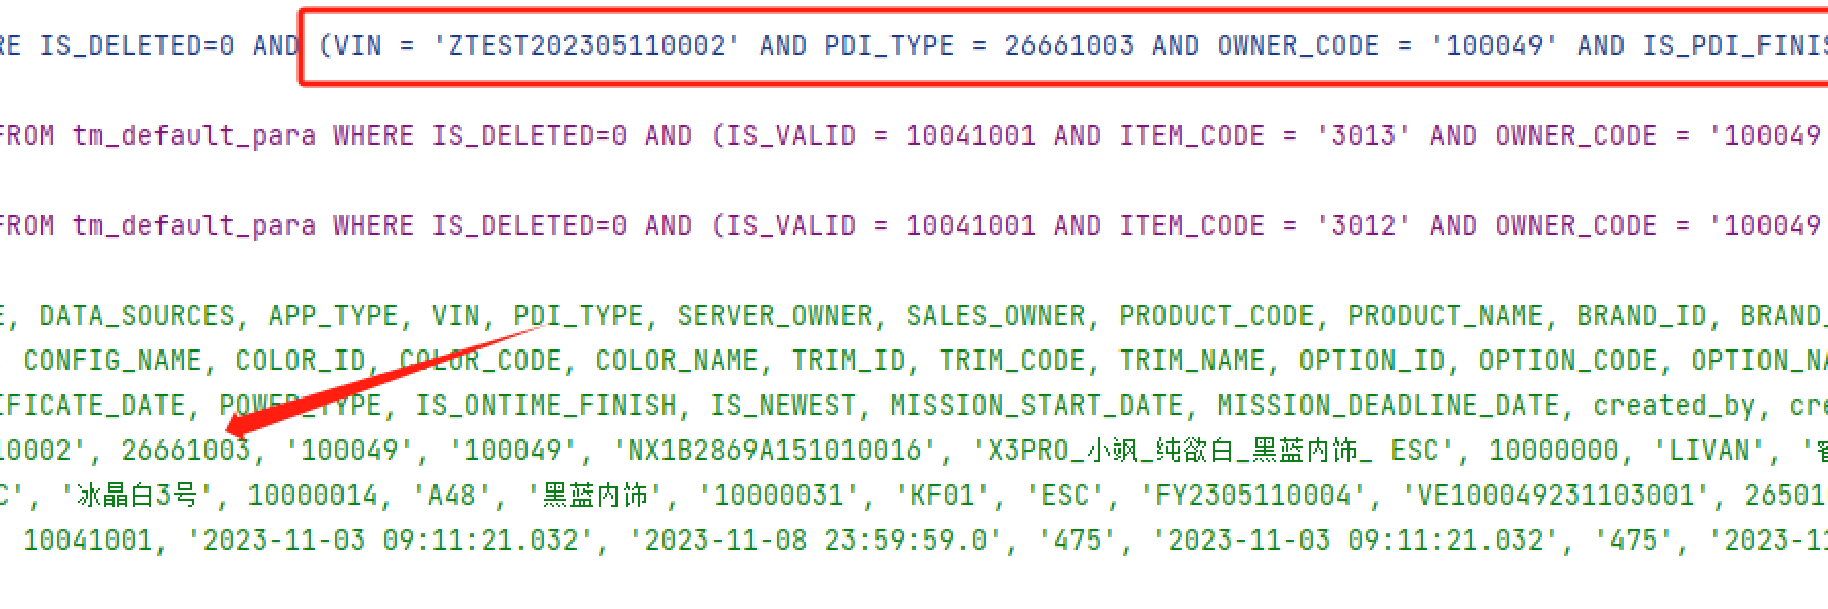 RE IS_DELETED=0 AND (VIN = 'ZTEST202305110002' AND PDI_TYPE = 26661003 AND OWNER_CODE = '100049' AND IS_PDI_FINIS
FROM tm_default_para WHERE IS_DELETED=0 AND (IS_VALID = 10041001 AND ITEM_CODE = '3013' AND OWNER_CODE = '100049
FROM tm_default_para WHERE IS_DELETED=0 AND (IS_VALID = 10041001 AND ITEM_CODE = '3012' AND OWNER_CODE = '100049
E, DATA_SOURCES, APP_TYPE, VIN, PDI_TYPE, SERVER_OWNER, SALES_OWNER, PRODUCT_CODE, PRODUCT_NAME, BRAND_ID, BRAND_
CONFIG_NAME, COLOR_ID, COLOR_CODE, COLOR_NAME, TRIM_ID, TRIM_CODE, TRIM_NAME, OPTION_ID, OPTION_CODE, OPTION_NA
IFICATE_DATE, POWER_TYPE, IS_ONTIME_FINISH, IS_NEWEST, MISSION_START_DATE, MISSION_DEADLINE_DATE, created_by, cre
10002', 26661003, '100049', '100049', 'NX1B2869A151010016', 'X3PRO_小飒_纯欲白_黑蓝内饰_ ESC', 10000000, 'LIVAN', '
C', '冰晶白3号', 10000014, 'A48', '黑蓝内饰', '10000031', 'KF01', 'ESC', 'FY2305110004', 'VE100049231103001', 26501
10041001, '2023-11-03 09:11:21.032', '2023-11-08 23:59:59.0', '475', '2023-11-03 09:11:21.032', '475', '2023-11